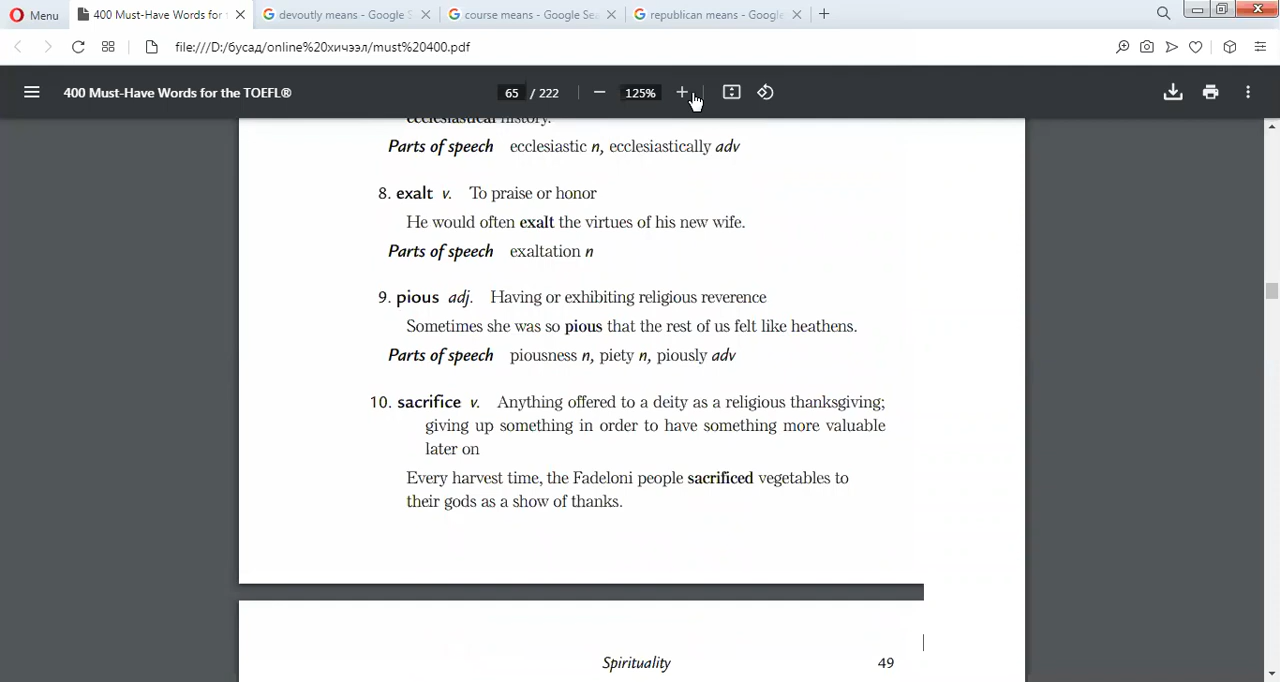 Menu
400 Must-Have Words for
devoutly means - Google S
course means - Google Sea
republican means - Google
file:///D:/бусад/online%20хичээл/must%20400.pdf
400 Must-Have Words for the TOEFL®
65 / 222
125%
ecclesiastical history.
Parts of speech ecclesiastic n, ecclesiastically adv
8. exalt v. To praise or honor
He would often exalt the virtues of his new wife.
Parts of speech exaltation n
9. pious adj. Having or exhibiting religious reverence
Sometimes she was so pious that the rest of us felt like heathens.
Parts of speech piousness n, piety n, piously adv
10. sacrifice v. Anything offered to a deity as a religious thanksgiving;
giving up something in order to have something more valuable
later on
Every harvest time, the Fadeloni people sacrificed vegetables to
their gods as a show of thanks.
Spirituality 49